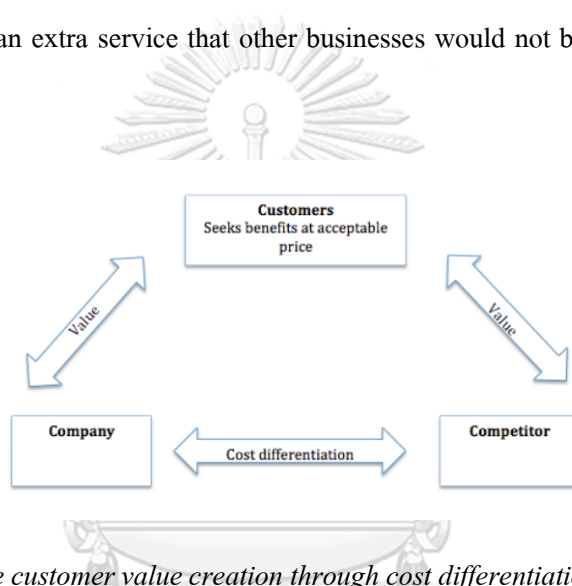 an extra service that other businesses would not b
Customers
Seeks benefits at acceptable
price
Value
Value
Company
Cost differentiation
Competitor
customer value creation through cost differentiati